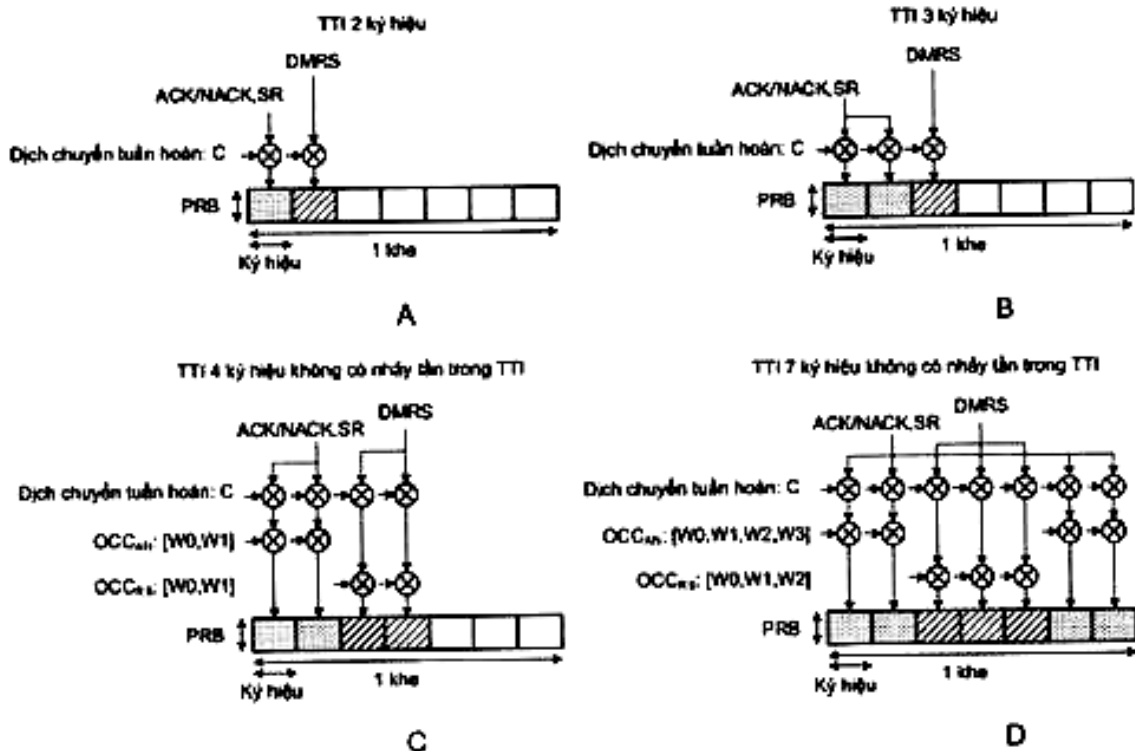 TTI 2 ký hiệu
DMRS
ACK/NACK,SR
Dịch chuyển tuần hoàn: C
PRB
1 khe
Ký hiệu
A
TTI 3 ký hiệu
DMRS
ACK/NACK,SR
Dịch chuyển tuần hoàn: C
PRB
1 khe
Ký hiệu
B
TTI 4 ký hiệu không có nhảy tần trong TTI
DMRS
ACK/NACK,SR
Dịch chuyển tuần hoàn: C
OCCAN: [W0,W1]
OCCRS: [W0,W1]
PRB
1 khe
Ký hiệu
C
TTI 7 ký hiệu không có nhảy tần trong TTI
DMRS
ACK/NACK,SR
Dịch chuyển tuần hoàn: C
OCCAN: [W0,W1,W2,W3]
OCCRS: [W0,W1,W2]
PRB
1 khe
Ký hiệu
D